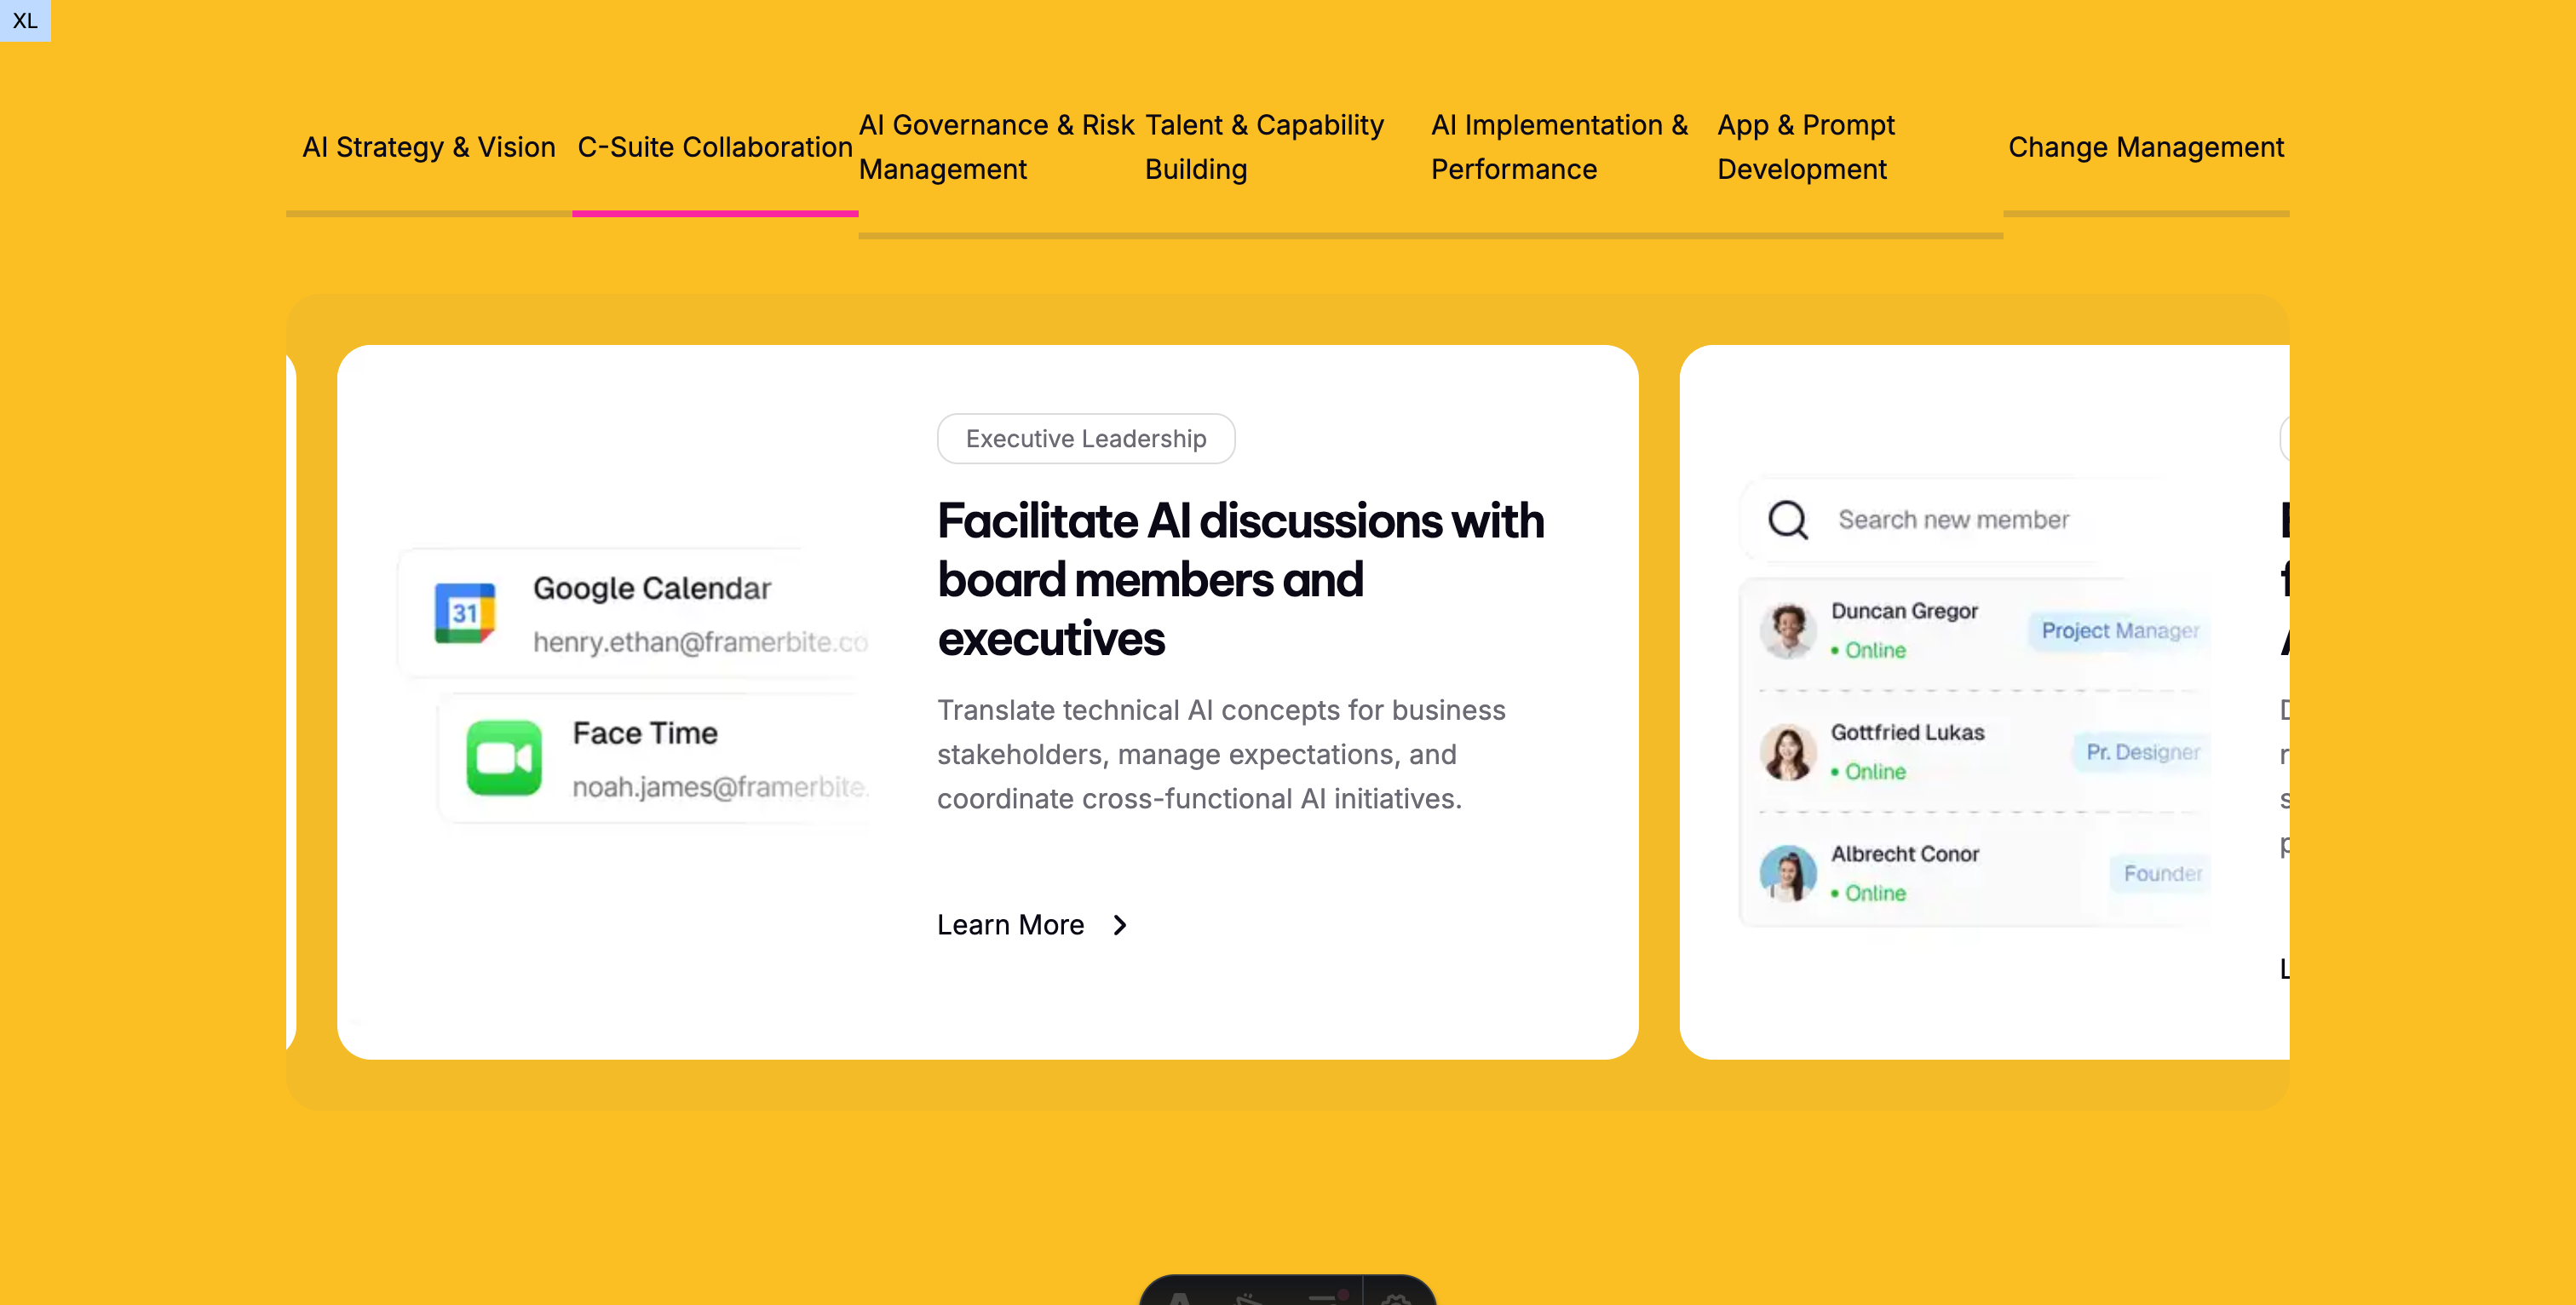 XL
AI Strategy & Vision
C-Suite Collaboration
AI Governance & Risk
Management
Talent & Capability
Building
AI Implementation &
Performance
App & Prompt
Development
Change Management
Google Calendar
31
henry.ethan@framerbite.co
Face Time
noah.james@framerbite.
Executive Leadership
Facilitate AI discussions with
board members and
executives
Translate technical AI concepts for business
stakeholders, manage expectations, and
coordinate cross-functional AI initiatives.
Learn More
Search new member
Duncan Gregor
Online
Project Manager
Gottfried Lukas
Online
Pr. Designer
Albrecht Conor
Online
Founder